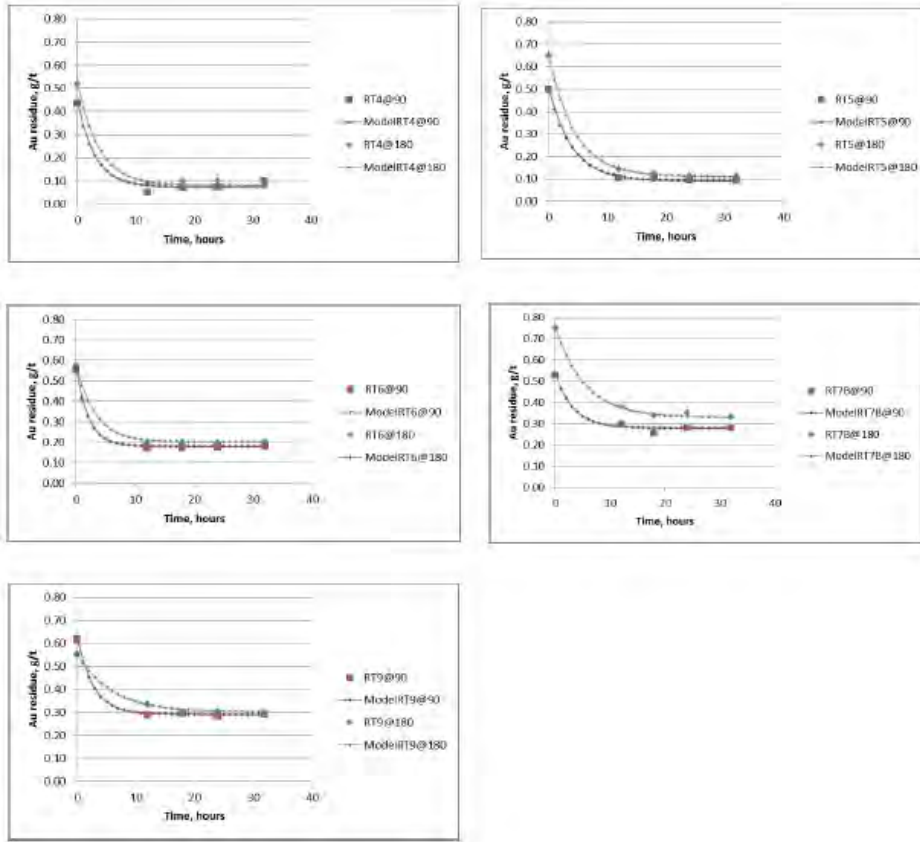 0.80
0.70
0.60
0.50
0.40
0.30
0.20
0.10
0.00
Au residue, g/t
0 10 20 30 40
Time, hours
RT4@90
ModelRT4@90
RT4@180
ModelRT4@180
0.80
0.70
0.60
0.50
0.40
0.30
0.20
0.10
0.00
Au residue, g/t
0 10 20 30 40
Time, hours
RT5@90
ModelRT5@90
RT5@180
ModelRT5@180
0.80
0.70
0.60
0.50
0.40
0.30
0.20
0.10
0.00
Au residue, g/t
0 10 20 30 40
Time, hours
RT6@90
ModelRT6@90
RT6@180
ModelRT6@180
0.80
0.70
0.60
0.50
0.40
0.30
0.20
0.10
0.00
Au residue, g/t
0 10 20 30 40
Time, hours
RT7B@90
ModelRT7B@90
RT7B@180
ModelRT7B@180
0.80
0.70
0.60
0.50
0.40
0.30
0.20
0.10
0.00
Au residue, g/t
0 10 20 30 40
Time, hours
RT9@90
ModelRT9@90
RT9@180
ModelRT9@180